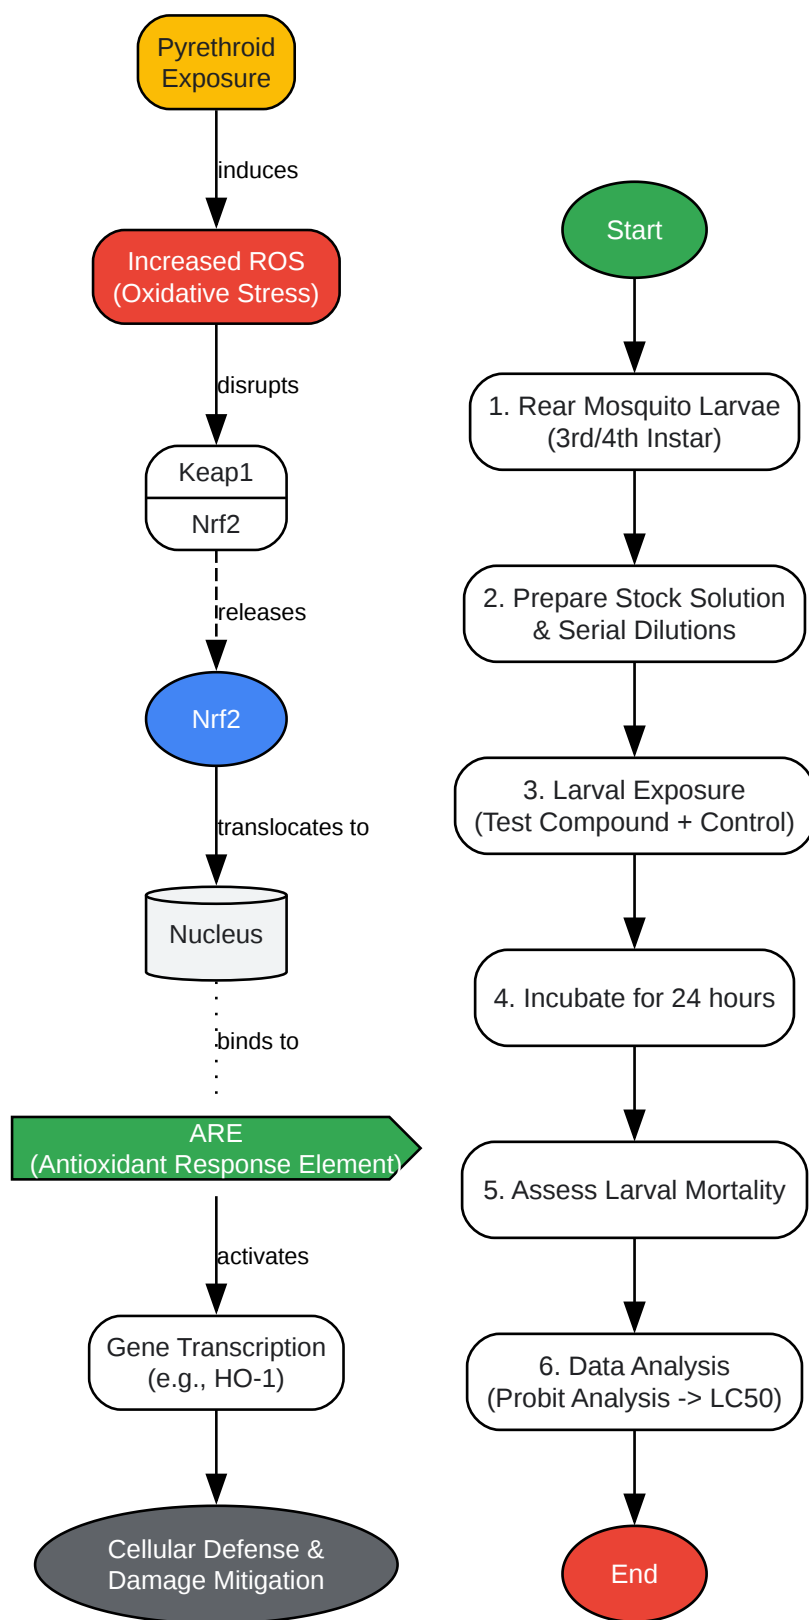 Pyrethroid
Exposure
induces
Increased ROS
(Oxidative Stress)
disrupts
Keap1
Nrf2
releases
Nrf2
translocates to
Nucleus
binds to
ARE
(Antioxidant Response Element)
activates
Gene Transcription
(e.g., HO-1)
Cellular Defense &
Damage Mitigation
Start
1. Rear Mosquito Larvae
(3rd/4th Instar)
2. Prepare Stock Solution
& Serial Dilutions
3. Larval Exposure
(Test Compound + Control)
4. Incubate for 24 hours
5. Assess Larval Mortality
6. Data Analysis
(Probit Analysis -> LC50)
End